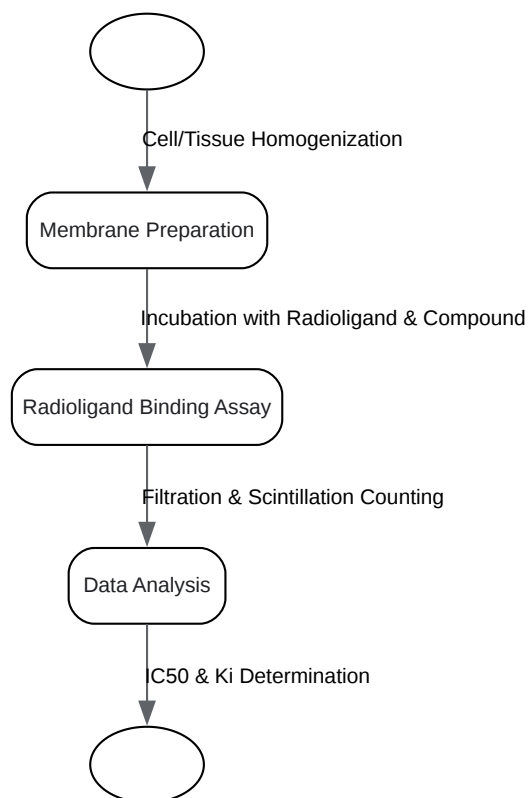 Cell/Tissue Homogenization
Membrane Preparation
Incubation with Radioligand & Compound
Radioligand Binding Assay
Filtration & Scintillation Counting
Data Analysis
IC50 & Ki Determination